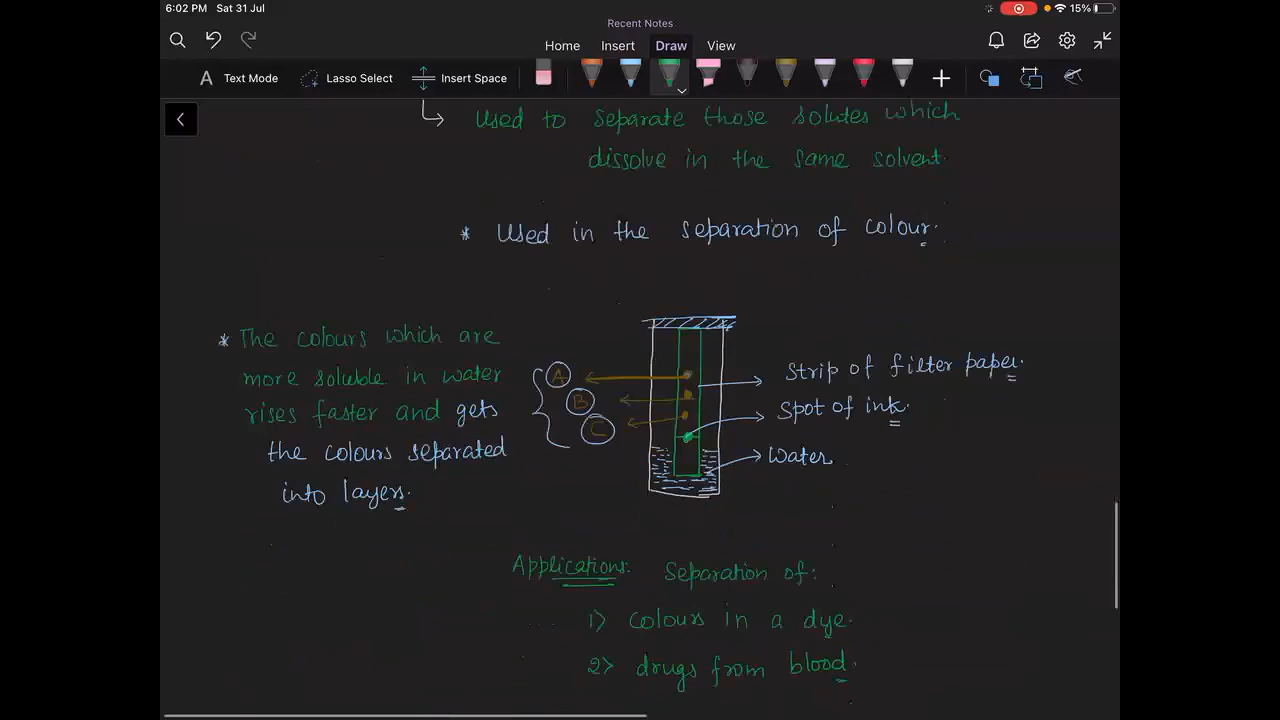 6:02 PM Sat 31 Jul
15%
Recent Notes
Home Insert Draw View
Text Mode Lasso Select Insert Space
Used to separate those solutes which
dissolve in the same solvent.
* Used in the separation of colour.
* The colours which are
more soluble in water
rises faster and gets
the colours separated
into layers.
A
B
C
Strip of filter paper.
Spot of ink.
Water
Applications: Separation of:
1> colours in a dye.
2> drugs from blood.